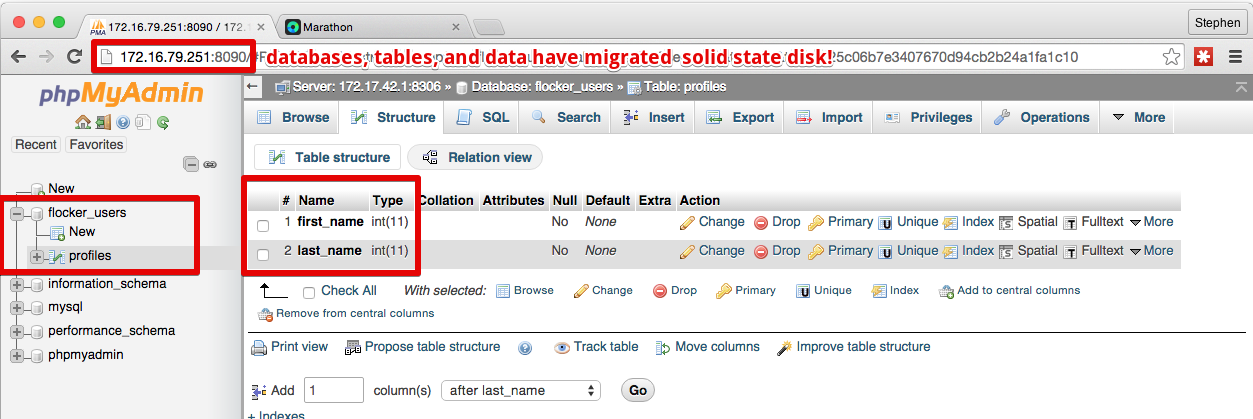 172.16.79.251:8090 / 172.1
Marathon
Stephen
172.16.79.251:8090/#P
databases, tables, and data have migrated solid state disk!
25c06b7e3407670d94cb2b24a1fa1c10
phpMyAdmin
Server: 172.17.42.1:8306 » Database: flocker_users » Table: profiles
Browse Structure SQL Search Insert Export Import Privileges Operations More
Recent Favorites
Table structure Relation view
New
flocker_users
New
profiles
information_schema
mysql
performance_schema
phpmyadmin
# Name Type Collation Attributes Null Default Extra Action
1 first_name int(11) No None Change Drop Primary Unique Index Spatial Fulltext More
2 last_name int(11) No None Change Drop Primary Unique Index Spatial Fulltext More
Check All With selected: Browse Change Drop Primary Unique Index Add to central columns
Remove from central columns
Print view Propose table structure Track table Move columns Improve table structure
Add 1 column(s) after last_name Go
+ Indexes